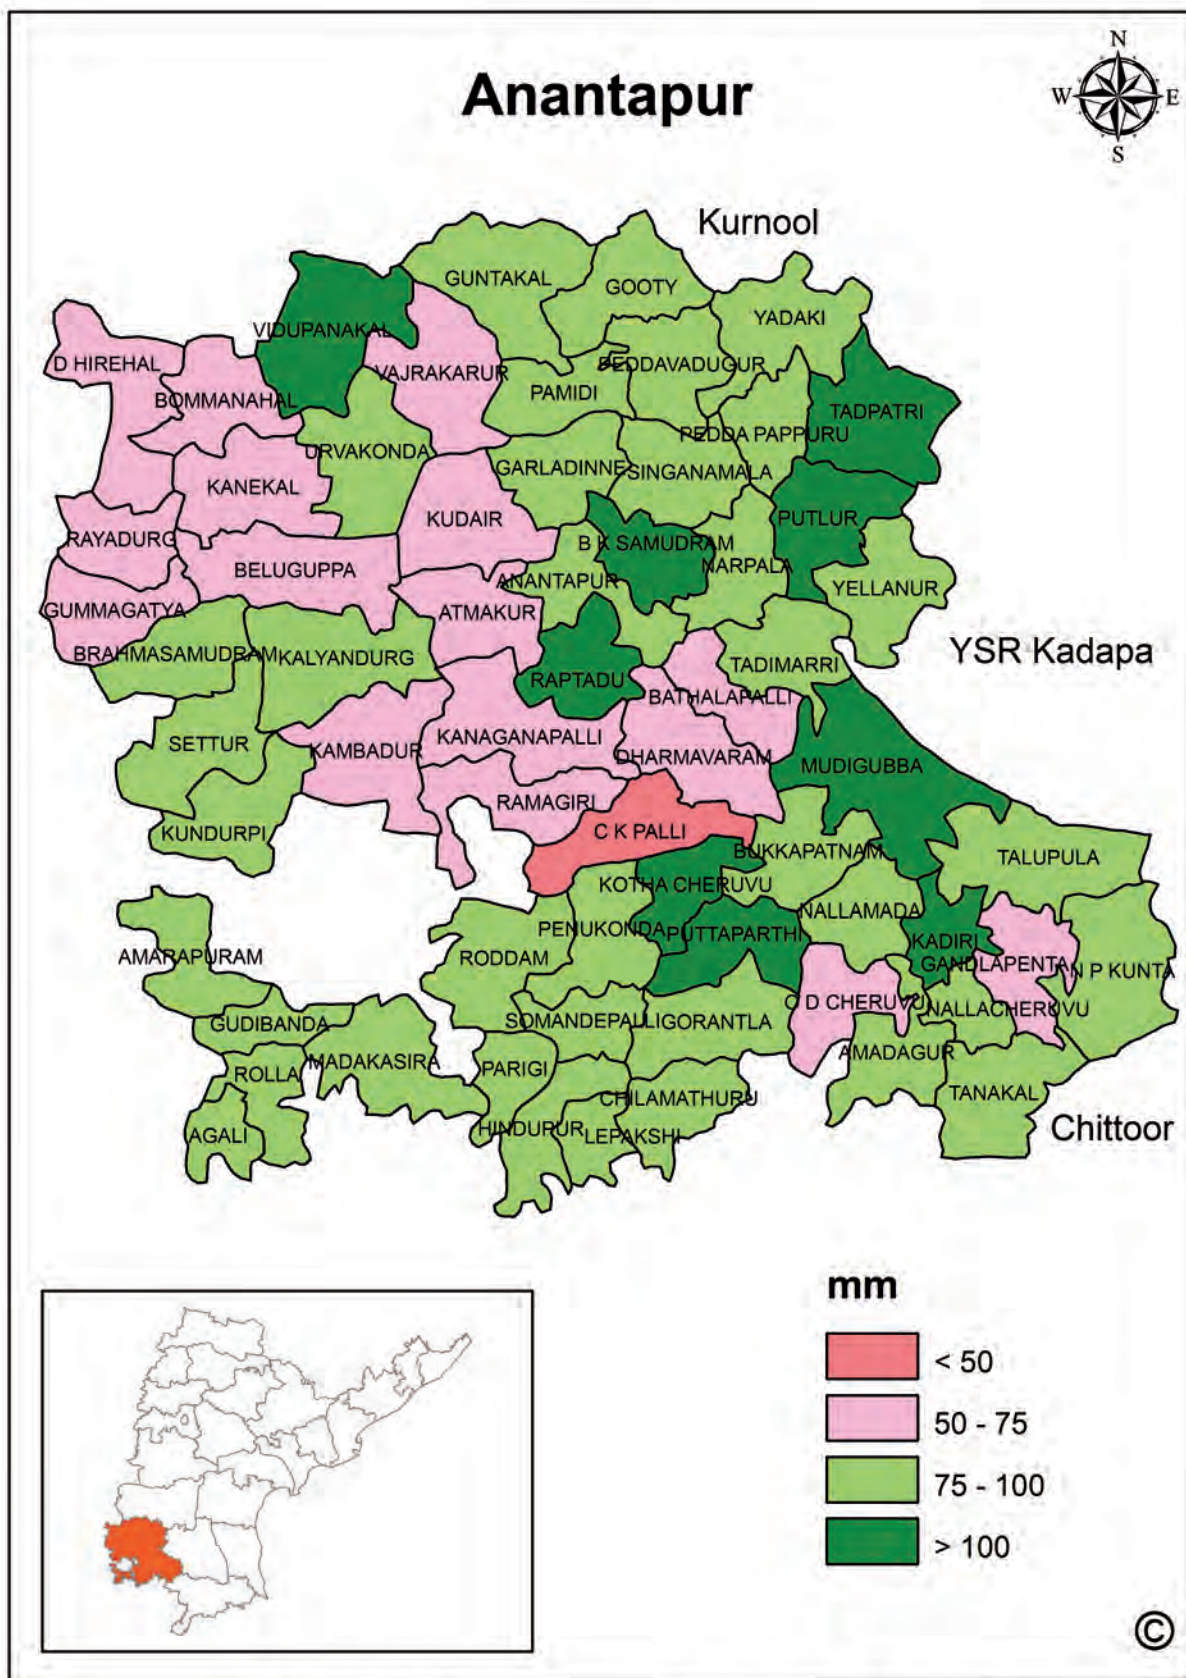 N
W E
S
Anantapur
Kurnool
GUNTAKAL
GOOTY
YADAKI
VIDUPANAKAL
D HIREHAL
VAJRAKARUR
PEDDAVADUGUR
BOMMANAHAL
PAMIDI
TADPATRI
PEDDA PAPPURU
URVAKONDA
GARLADINNE
SINGANAMALA
KANEKAL
KUDAIR
PUTLUR
RAYADURG
B K SAMUDRAM
NARPALA
BELUGUPPA
ANANTAPUR
YELLANUR
GUMMAGATYA
ATMAKUR
BRAHMASAMUDRAM
KALYANDURG
TADIMARRI
YSR Kadapa
RAPTADU
BATHALAPALLI
SETTUR
KAMBADUR
KANAGANAPALLI
DHARMAVARAM
MUDIGUBBA
RAMAGIRI
KUNDURPI
C K PALLI
BUKKAPATNAM
TALUPULA
KOTHA CHERUVU
NALLAMADA
PENUKONDA
PUTTAPARTHI
KADIRI
AMARAPURAM
RODDAM
GANDLAPENTA
N P KUNTA
C D CHERUVU
NALLACHERUVU
GUDIBANDA
SOMANDEPALLI
GORANTLA
MADAKASIRA
AMADAGUR
ROLLA
PARIGI
CHILAMATHURU
TANAKAL
AGALI
HINDUPUR
LEPAKSHI
Chittoor
mm
< 50
50 - 75
75 - 100
> 100
©